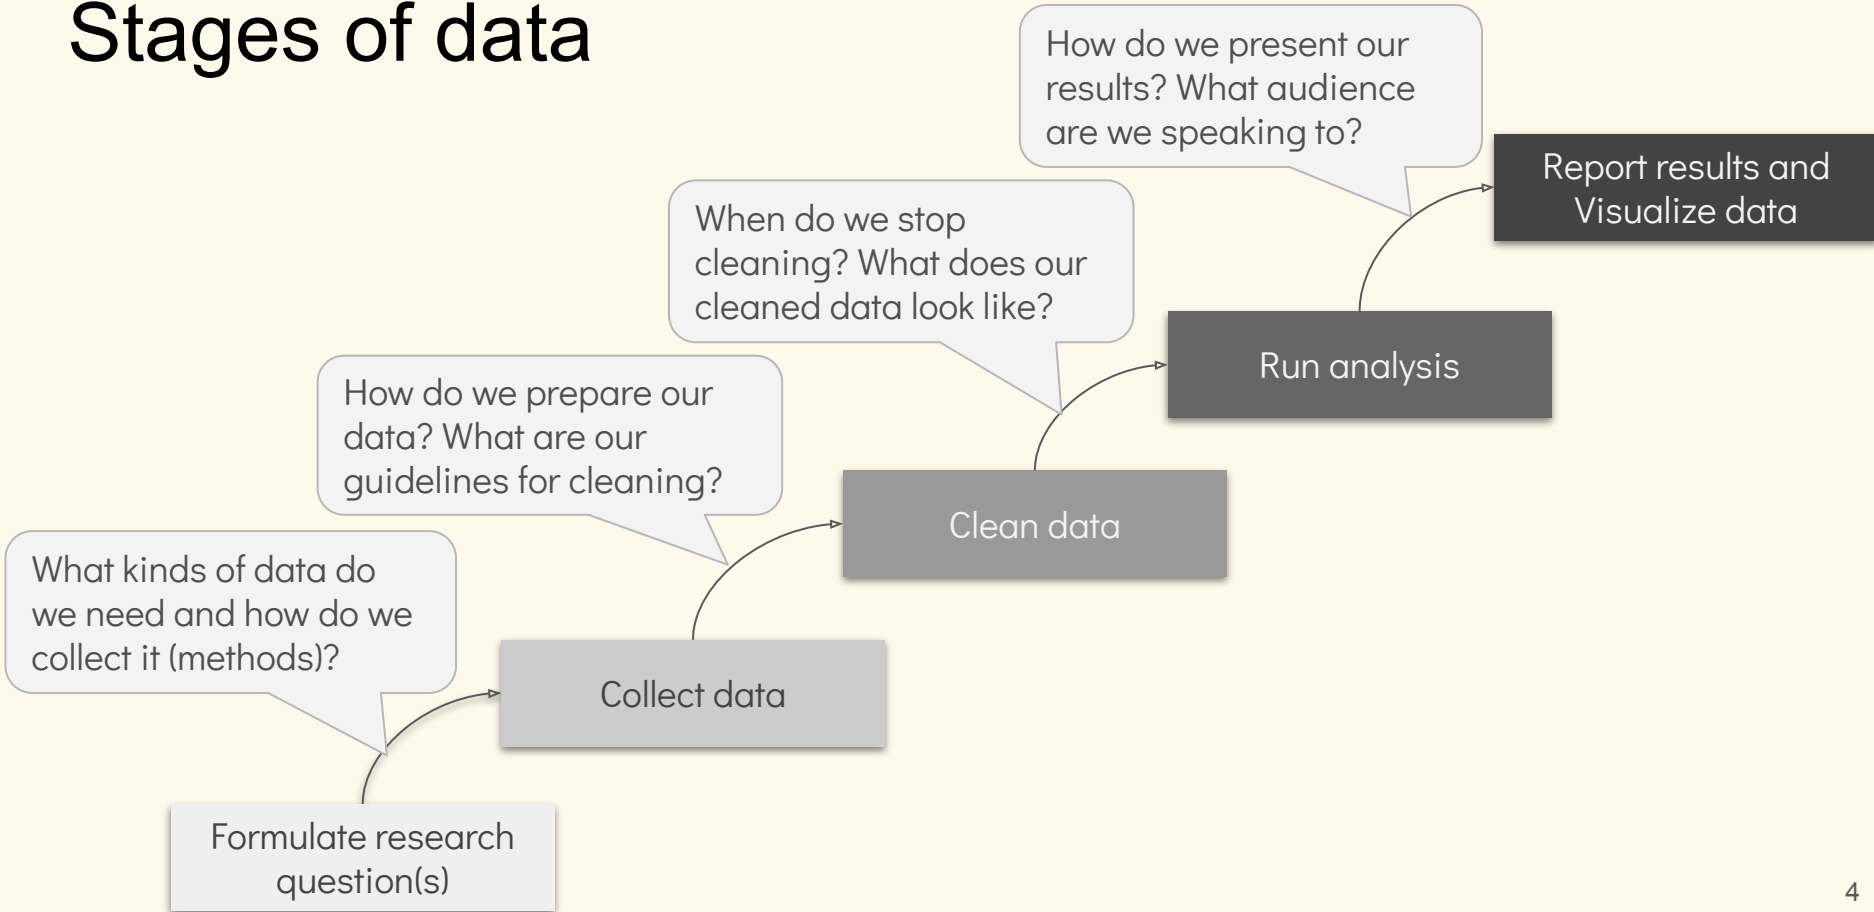 Stages of data
How do we present our
results? What audience
are we speaking to?
Report results and
Visualize data
When do we stop
cleaning? What does our
cleaned data look like?
Run analysis
How do we prepare our
data? What are our
guidelines for cleaning?
Clean data
What kinds of data do
we need and how do we
collect it (methods)?
Collect data
Formulate research
question(s)
4